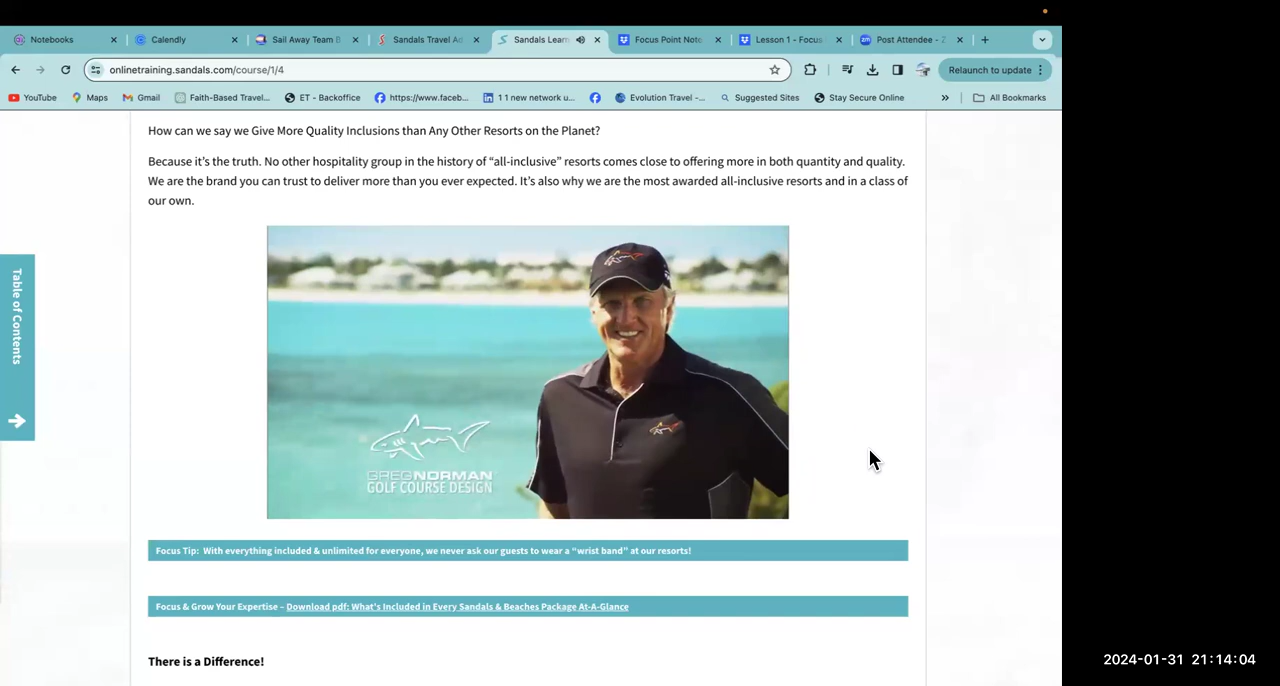 Notebooks
Calendly
Sail Away Team B
Sandals Travel Ad
Sandals Learn
Focus Point Note
Lesson 1 - Focus
Post Attendee - Z
onlinetraining.sandals.com/course/1/4
Relaunch to update
YouTube
Maps
Gmail
Faith-Based Travel...
ET - Backoffice
https://www.faceb...
1 1 new network u...
Evolution Travel -...
Suggested Sites
Stay Secure Online
»
All Bookmarks
How can we say we Give More Quality Inclusions than Any Other Resorts on the Planet?
Because it's the truth. No other hospitality group in the history of “all-inclusive” resorts comes close to offering more in both quantity and quality.
We are the brand you can trust to deliver more than you ever expected. It's also why we are the most awarded all-inclusive resorts and in a class of
our own.
Table of Contents
GREG NORMAN
GOLF COURSE DESIGN
Focus Tip: With everything included & unlimited for everyone, we never ask our guests to wear a “wrist band” at our resorts!
Focus & Grow Your Expertise – Download pdf: What's Included in Every Sandals & Beaches Package At-A-Glance
There is a Difference!
2024-01-31 21:14:04